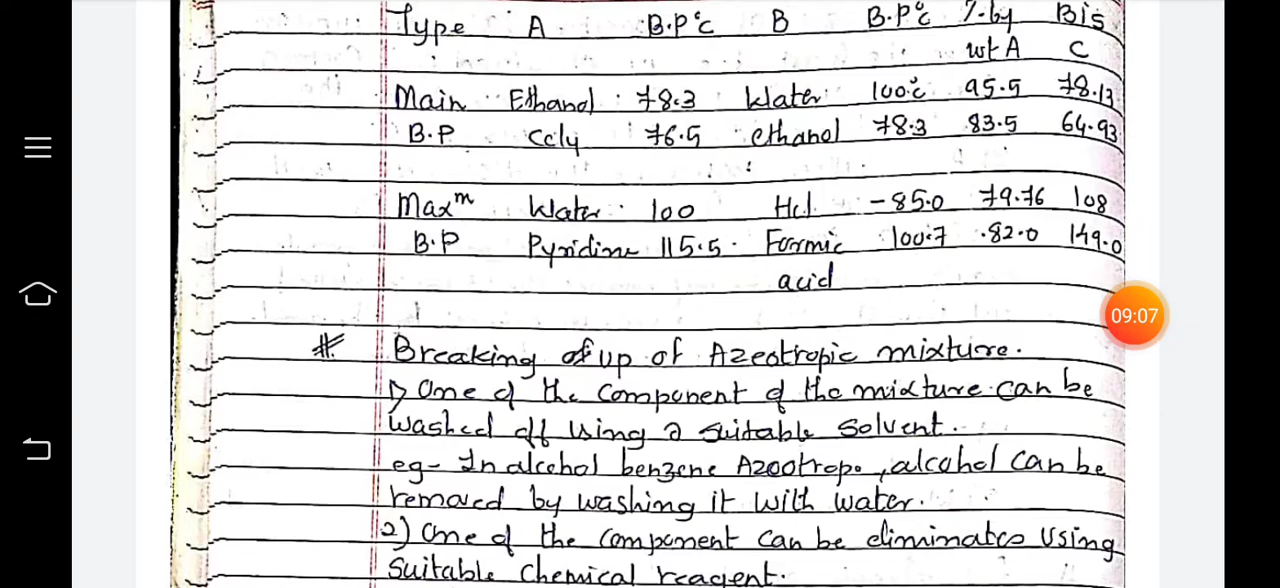 Type A B.P°c B B.P°c %by Bis
wt A C
Main Ethanol 78.3 Water 100°c 95.5 78.13
B.P ccly 76.5 ethanol 78.3 83.5 64.93
Maxm Water 100 Hcl -85.0 79.76 108
B.P Pyridine 115.5 Formic 100.7 82.0 149.0
acid
# Breaking of up of Azeotropic mixture.
1) One of the component of the mixture can be
washed off using a suitable solvent.
eg- In alcohol benzene Azeotrope, alcohol can be
removed by washing it with water.
2) One of the component can be eliminates using
suitable chemical reagent.
09:07